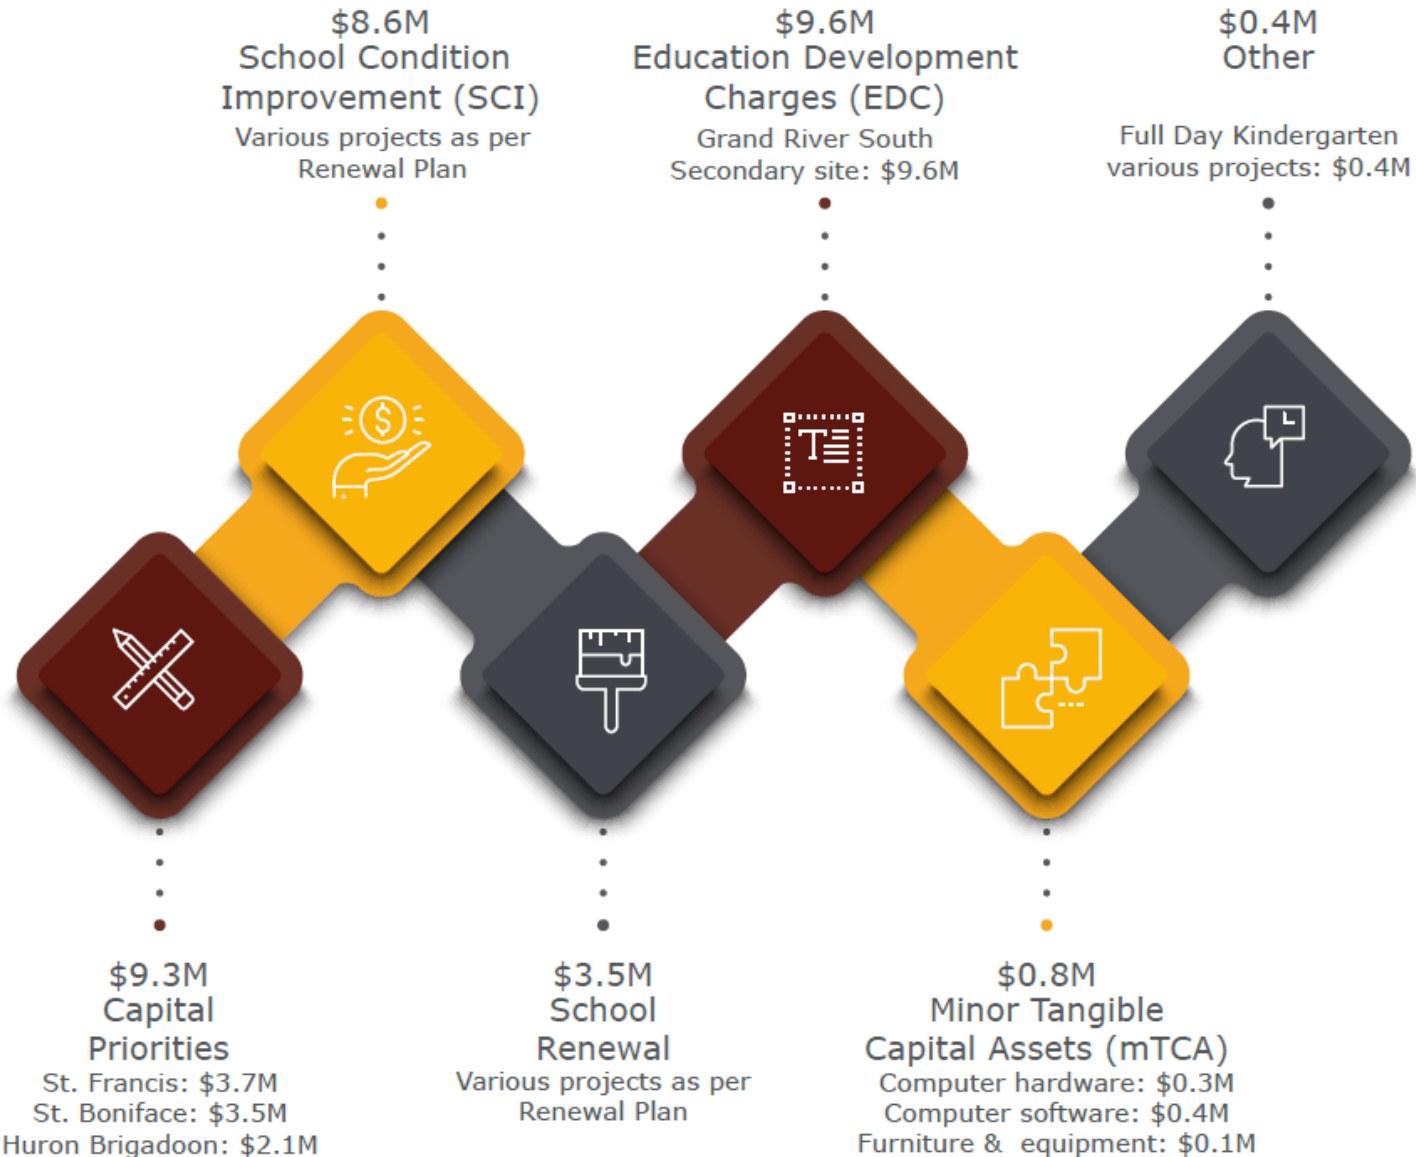 $8.6M
School Condition
Improvement (SCI)
Various projects as per
Renewal Plan
$9.6M
Education Development
Charges (EDC)
Grand River South
Secondary site: $9.6M
$0.4M
Other
Full Day Kindergarten
various projects: $0.4M
T
$9.3M
Capital
Priorities
St. Francis: $3.7M
St. Boniface: $3.5M
Huron Brigadoon: $2.1M
$3.5M
School
Renewal
Various projects as per
Renewal Plan
$0.8M
Minor Tangible
Capital Assets (mTCA)
Computer hardware: $0.3M
Computer software: $0.4M
Furniture &  equipment: $0.1M